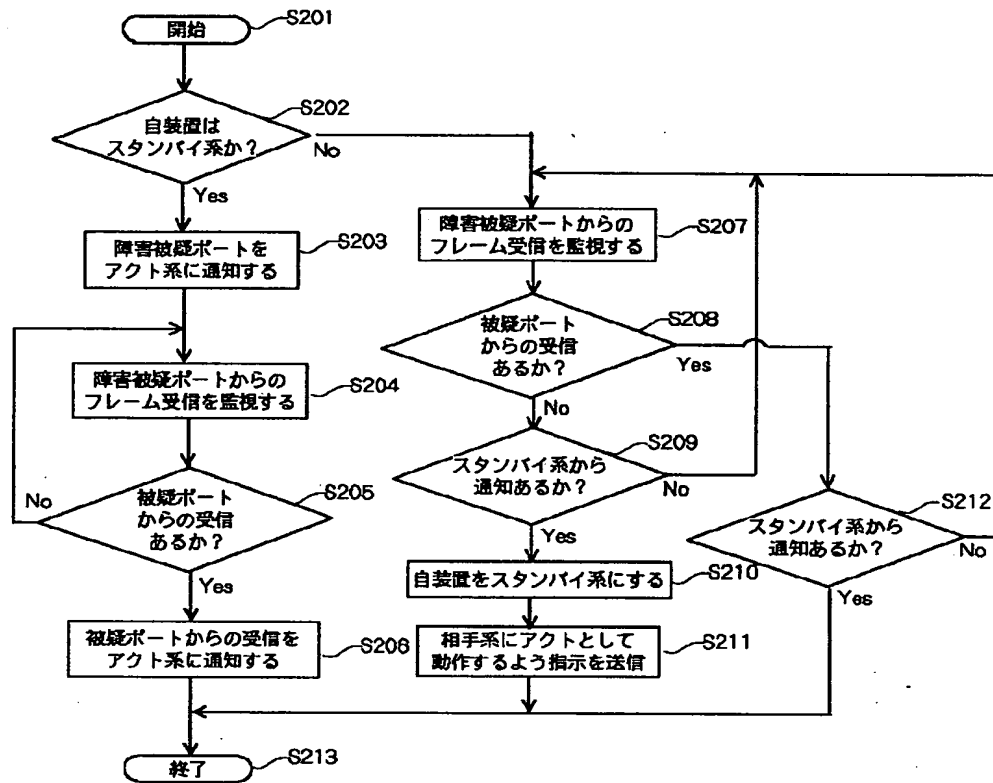 開始
S201
自装置は
スタンバイ系か?
S202
No
Yes
障害被疑ポートを
アクト系に通知する
S203
障害被疑ポートからの
フレーム受信を監視する
S204
被疑ポート
からの受信
あるか?
S205
No
Yes
被疑ポートからの受信を
アクト系に通知する
S206
障害被疑ポートからの
フレーム受信を監視する
S207
被疑ポート
からの受信
あるか?
S208
Yes
No
スタンバイ系から
通知あるか?
S209
No
Yes
自装置をスタンバイ系にする
S210
相手系にアクトとして
動作するよう指示を送信
S211
スタンバイ系から
通知あるか?
S212
No
Yes
終了
S213